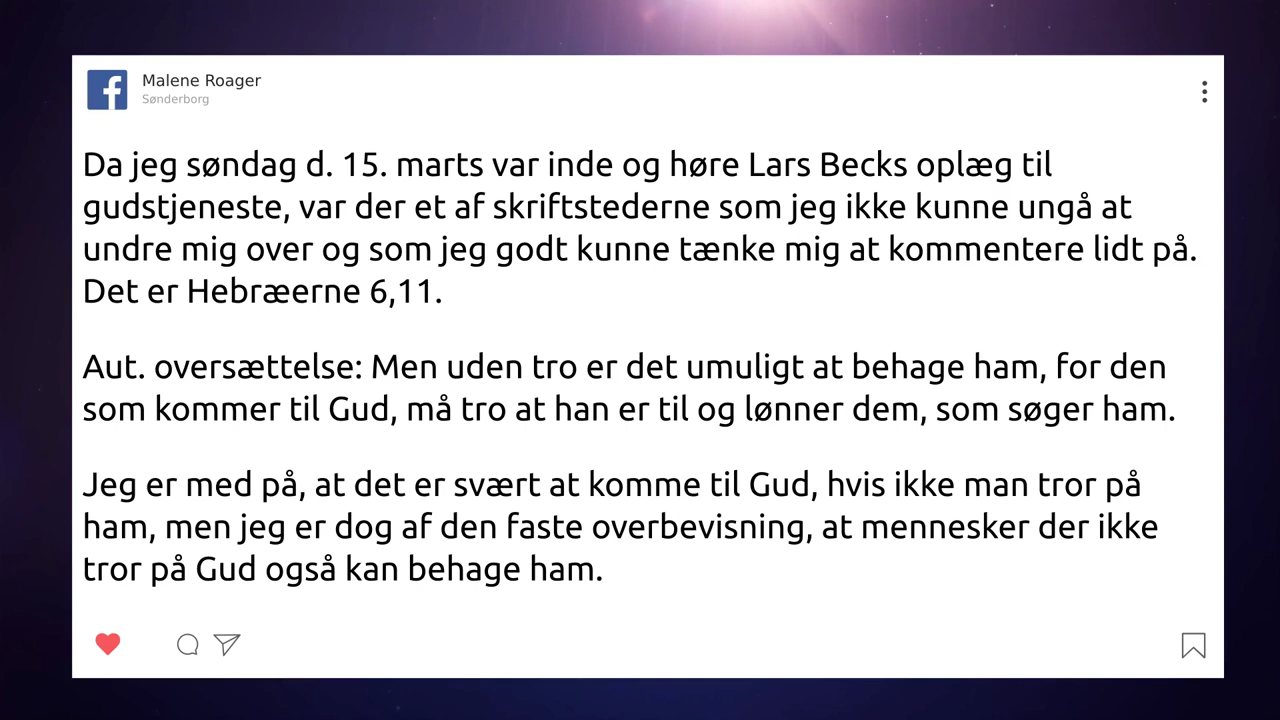 Malene Roager
Sønderborg
Da jeg søndag d. 15. marts var inde og høre Lars Becks oplæg til
gudstjeneste, var der et af skriftstederne som jeg ikke kunne ungå at
undre mig over og som jeg godt kunne tænke mig at kommentere lidt på.
Det er Hebræerne 6,11.
Aut. oversættelse: Men uden tro er det umuligt at behage ham, for den
som kommer til Gud, må tro at han er til og lønner dem, som søger ham.
Jeg er med på, at det er svært at komme til Gud, hvis ikke man tror på
ham, men jeg er dog af den faste overbevisning, at mennesker der ikke
tror på Gud også kan behage ham.